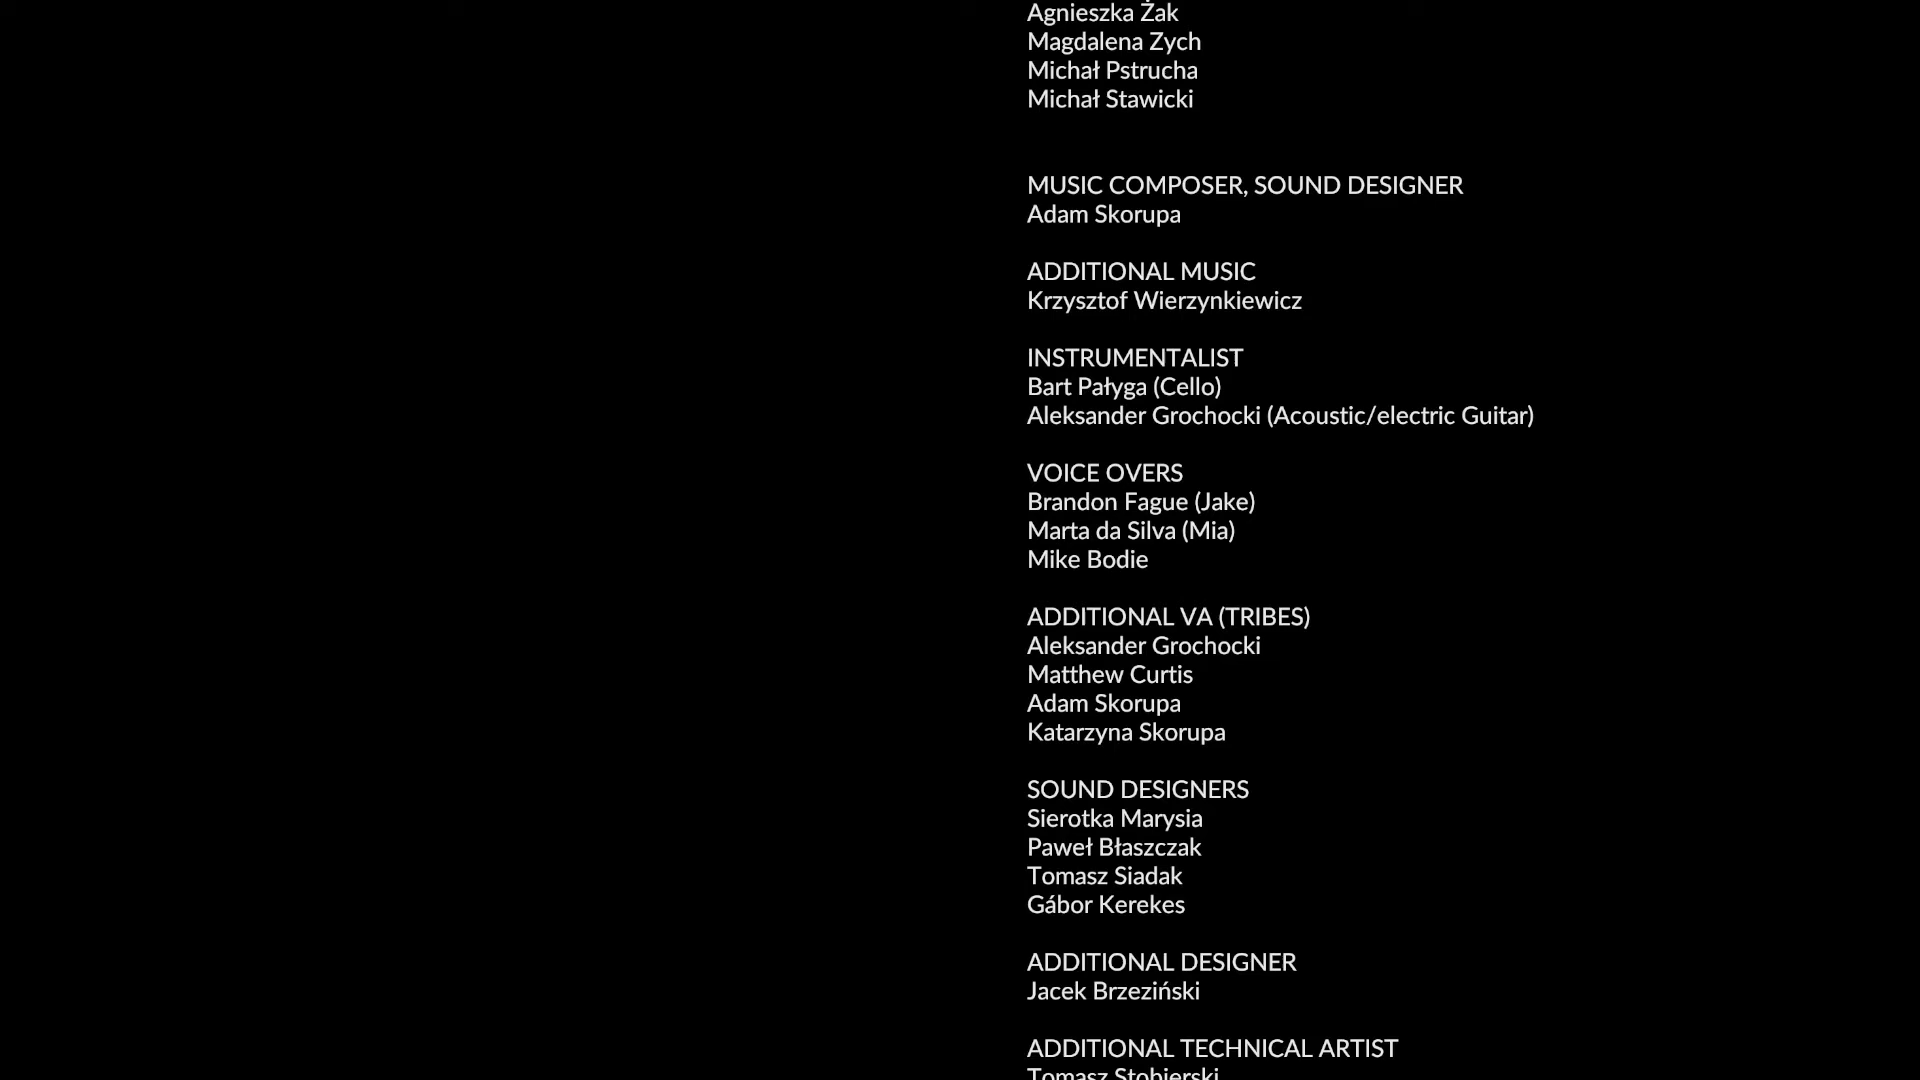 Agnieszka Żak
Magdalena Zych
Michał Pstrucha
Michał Stawicki
MUSIC COMPOSER, SOUND DESIGNER
Adam Skorupa
ADDITIONAL MUSIC
Krzysztof Wierzynkiewicz
INSTRUMENTALIST
Bart Pałyga (Cello)
Aleksander Grochocki (Acoustic/electric Guitar)
VOICE OVERS
Brandon Fague (Jake)
Marta da Silva (Mia)
Mike Bodie
ADDITIONAL VA (TRIBES)
Aleksander Grochocki
Matthew Curtis
Adam Skorupa
Katarzyna Skorupa
SOUND DESIGNERS
Sierotka Marysia
Paweł Błaszczak
Tomasz Siadak
Gábor Kerekes
ADDITIONAL DESIGNER
Jacek Brzeziński
ADDITIONAL TECHNICAL ARTIST
Tomasz Stobierski